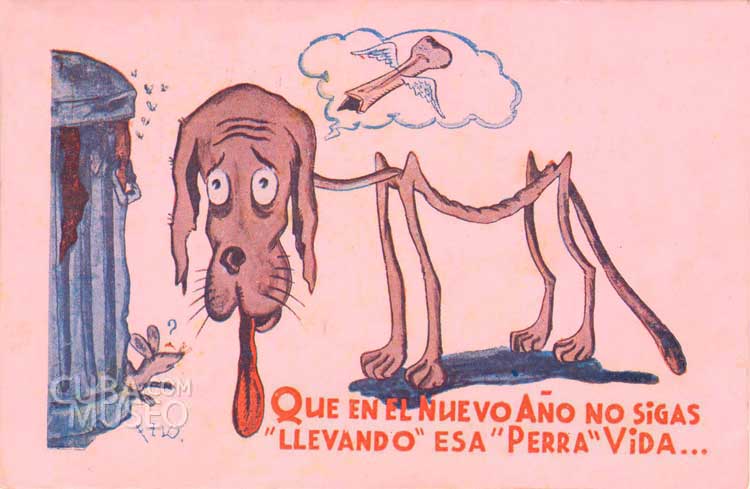 ?
CUBA.COM
MUSEO
QUE EN EL NUEVO AÑO NO SiGAS
"LLEVANDO" ESA "PERRA" ViDA...